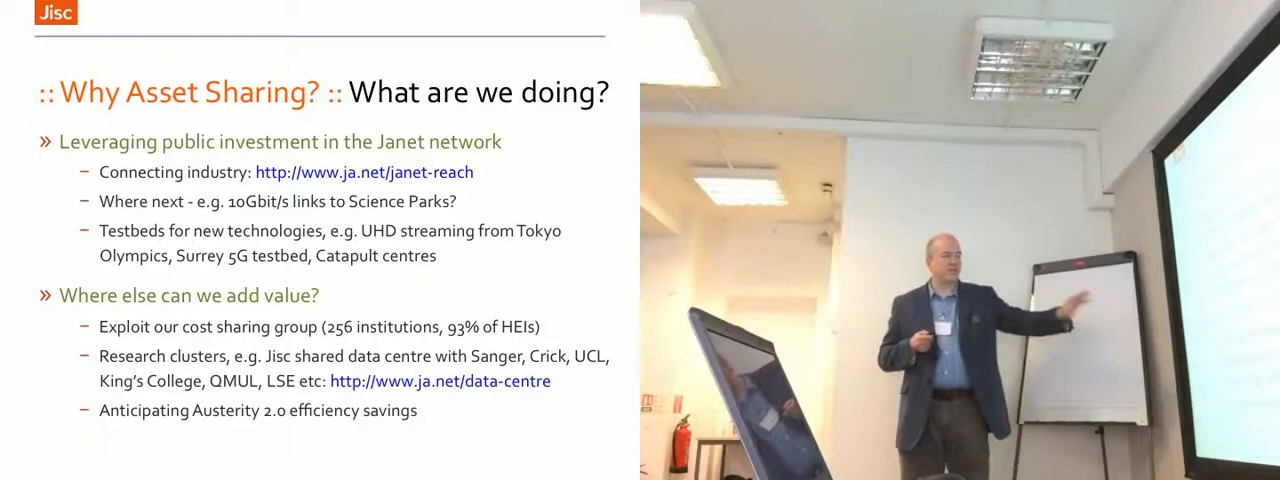 Jisc
:: Why Asset Sharing? :: What are we doing?
» Leveraging public investment in the Janet network
– Connecting industry: http://www.ja.net/janet-reach
– Where next - e.g. 10Gbit/s links to Science Parks?
– Testbeds for new technologies, e.g. UHD streaming from Tokyo
Olympics, Surrey 5G testbed, Catapult centres
» Where else can we add value?
– Exploit our cost sharing group (256 institutions, 93% of HEIs)
– Research clusters, e.g. Jisc shared data centre with Sanger, Crick, UCL,
King's College, QMUL, LSE etc: http://www.ja.net/data-centre
– Anticipating Austerity 2.0 efficiency savings